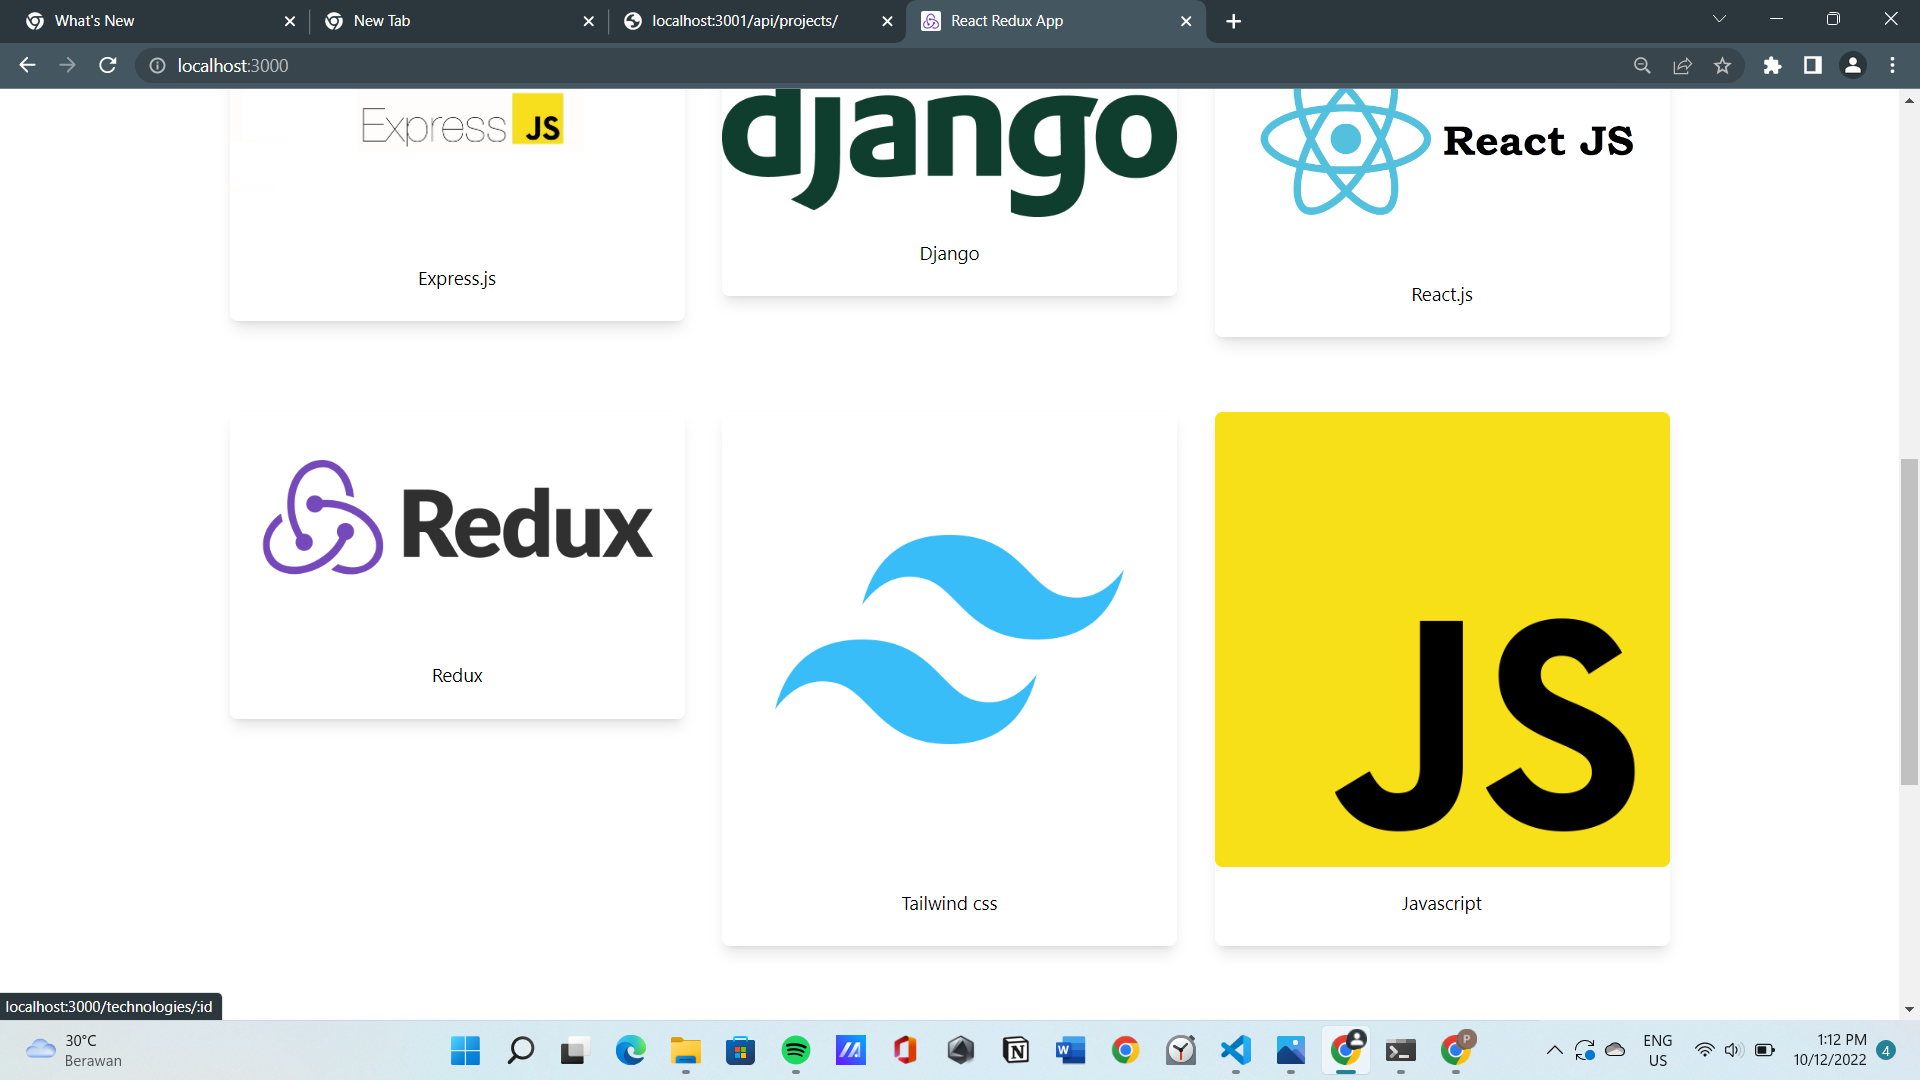 What's New
New Tab
localhost:3001/api/projects/
React Redux App
localhost:3000
Express JS
django
React JS
Express.js
Django
React.js
Redux
JS
Redux
Tailwind css
Javascript
localhost:3000/technologies/:id
30°C
Berawan
W
P
ENG
US
1:12 PM
10/12/2022
4